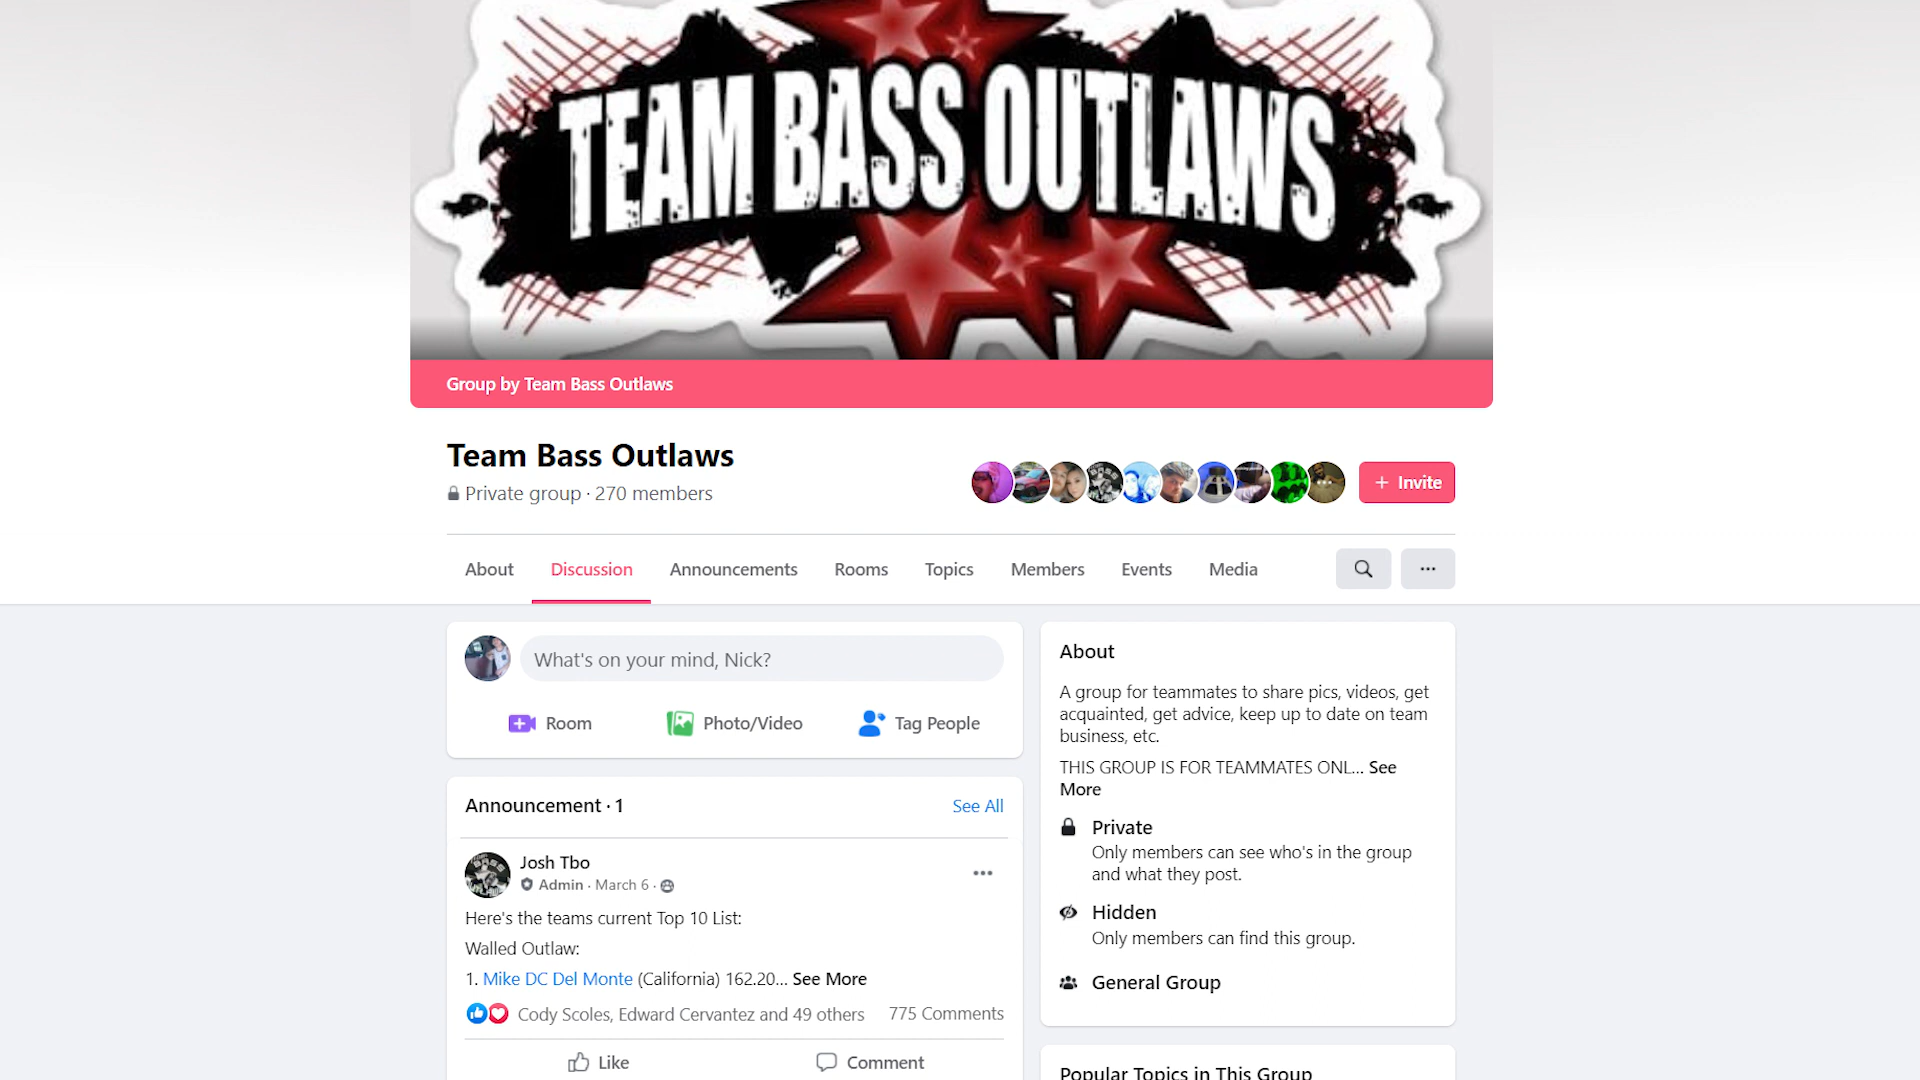 TEAM BASS OUTLAWS
Group by Team Bass Outlaws
Team Bass Outlaws
Private group · 270 members
+ Invite
About
Discussion
Announcements
Rooms
Topics
Members
Events
Media
What's on your mind, Nick?
Room
Photo/Video
Tag People
Announcement · 1
See All
Josh Tbo
Admin · March 6 ·
Here's the teams current Top 10 List:
Walled Outlaw:
1. Mike DC Del Monte (California) 162.20... See More
Cody Scoles, Edward Cervantez and 49 others
775 Comments
Like
Comment
About
A group for teammates to share pics, videos, get
acquainted, get advice, keep up to date on team
business, etc.
THIS GROUP IS FOR TEAMMATES ONL... See
More
Private
Only members can see who's in the group
and what they post.
Hidden
Only members can find this group.
General Group
Popular Topics in This Group